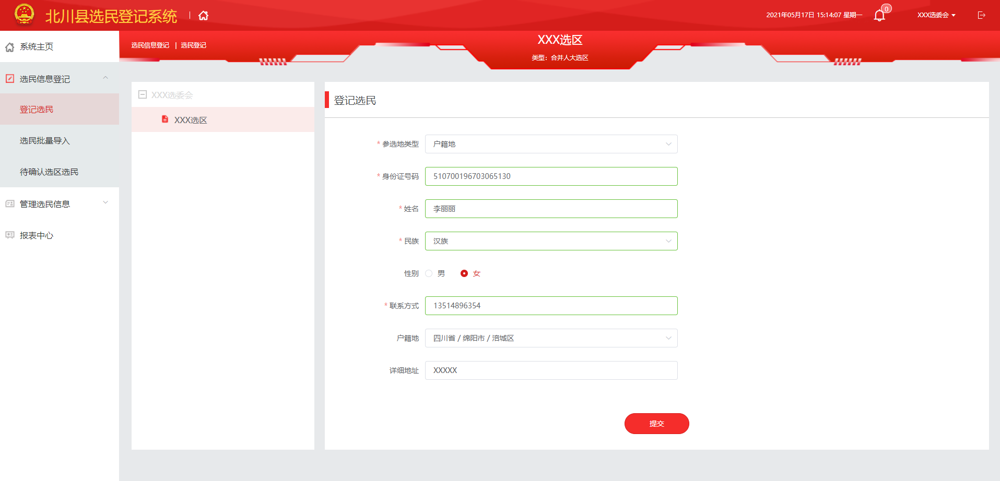 北川县选民登记系统
2021年05月17日 15:14:07 星期一
0
XXX选委会
系统主页
选民信息登记
登记选民
选民批量导入
待确认选区选民
管理选民信息
报表中心
选民信息登记 | 选民登记
XXX选区
类型：合并人大选区
XXX选委会
XXX选区
登记选民
* 参选地类型 户籍地
* 身份证号码 510700196703065130
* 姓名 李丽丽
* 民族 汉族
性别 男 女
* 联系方式 13514896354
户籍地 四川省 / 绵阳市 / 涪城区
详细地址 XXXXX
提交